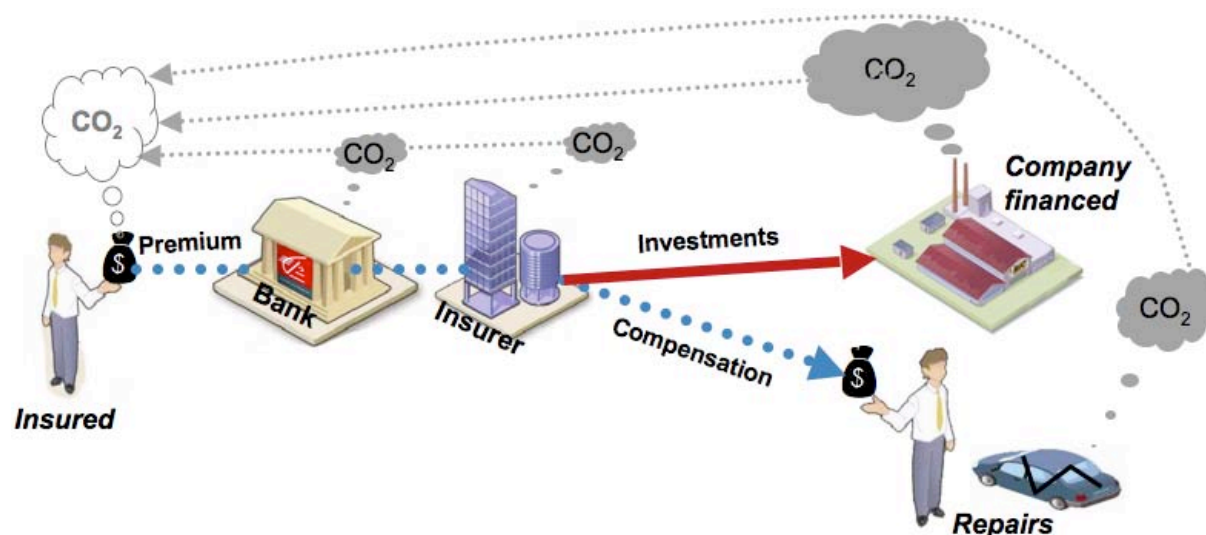 CO₂
CO₂
CO₂
CO₂
Company
financed
Premium
Investments
$
Bank
Insurer
CO₂
Compensation
$
Insured
Repairs